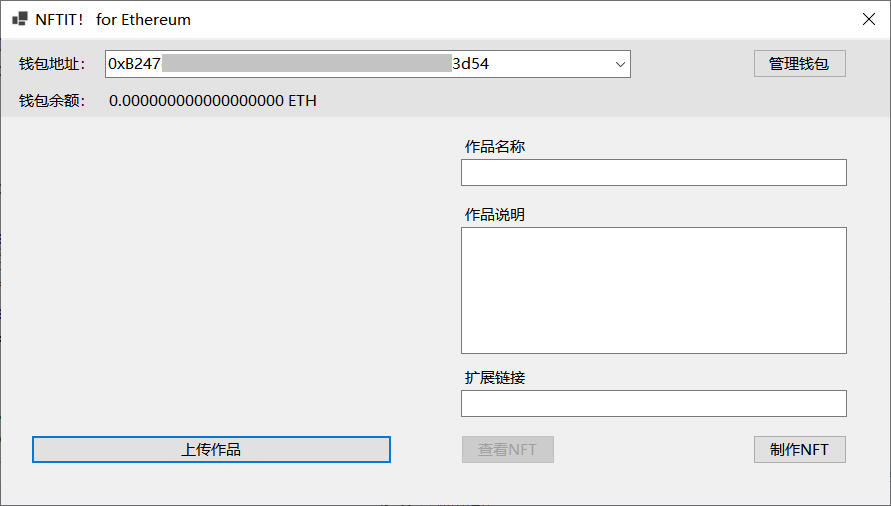 NFTIT! for Ethereum
钱包地址： 0xB247 3d54 管理钱包
钱包余额： 0.000000000000000000 ETH
作品名称
作品说明
扩展链接
上传作品 查看NFT 制作NFT